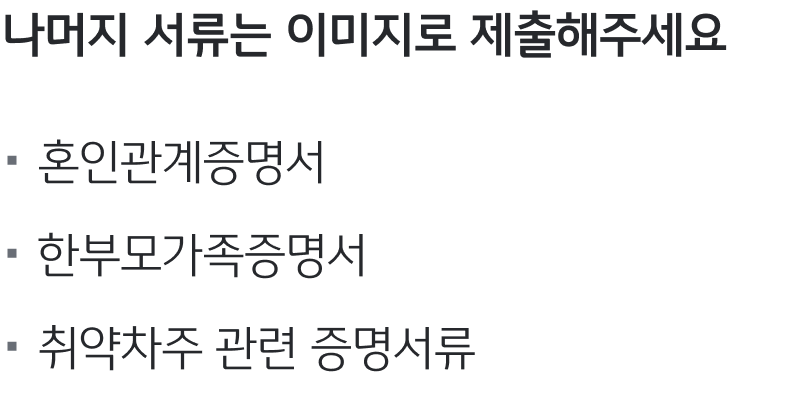 나머지 서류는 이미지로 제출해주세요
▪ 혼인관계증명서
▪ 한부모가족증명서
▪ 취약차주 관련 증명서류